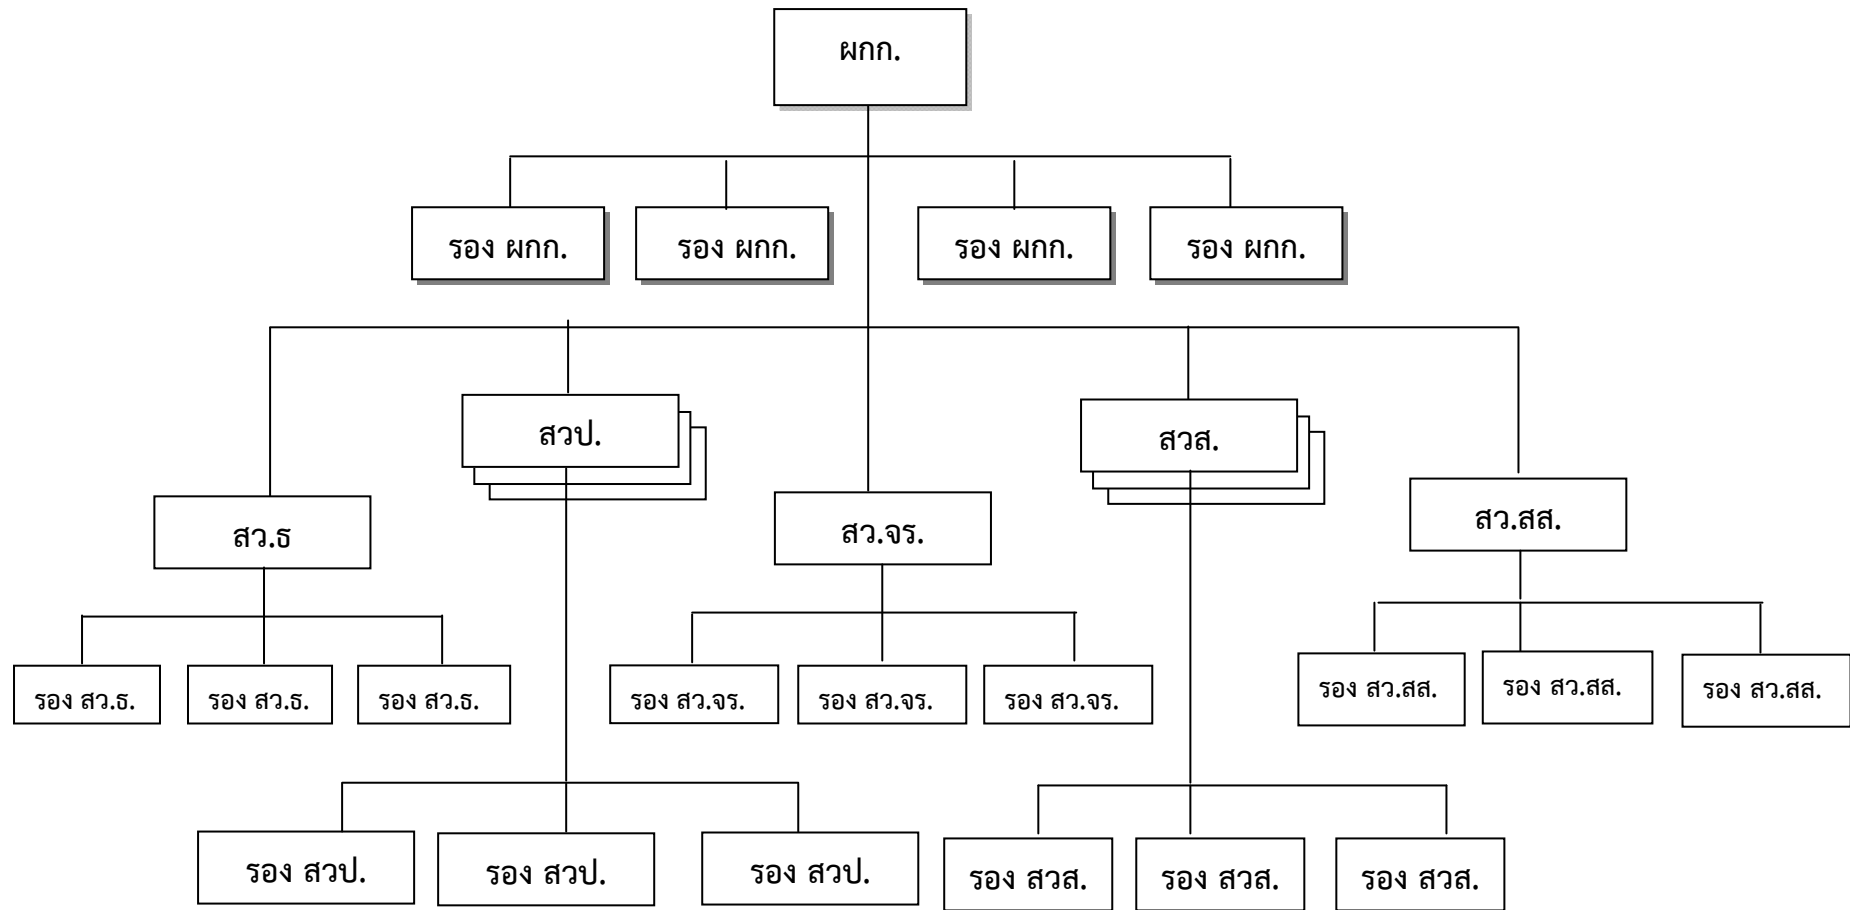 ผกก.
รอง ผกก.
รอง ผกก.
รอง ผกก.
รอง ผกก.
สวป.
สวส.
สว.ธ
สว.จร.
สว.สส.
รอง สว.ธ.
รอง สว.ธ.
รอง สว.ธ.
รอง สว.จร.
รอง สว.จร.
รอง สว.จร.
รอง สว.สส.
รอง สว.สส.
รอง สว.สส.
รอง สวป.
รอง สวป.
รอง สวป.
รอง สวส.
รอง สวส.
รอง สวส.